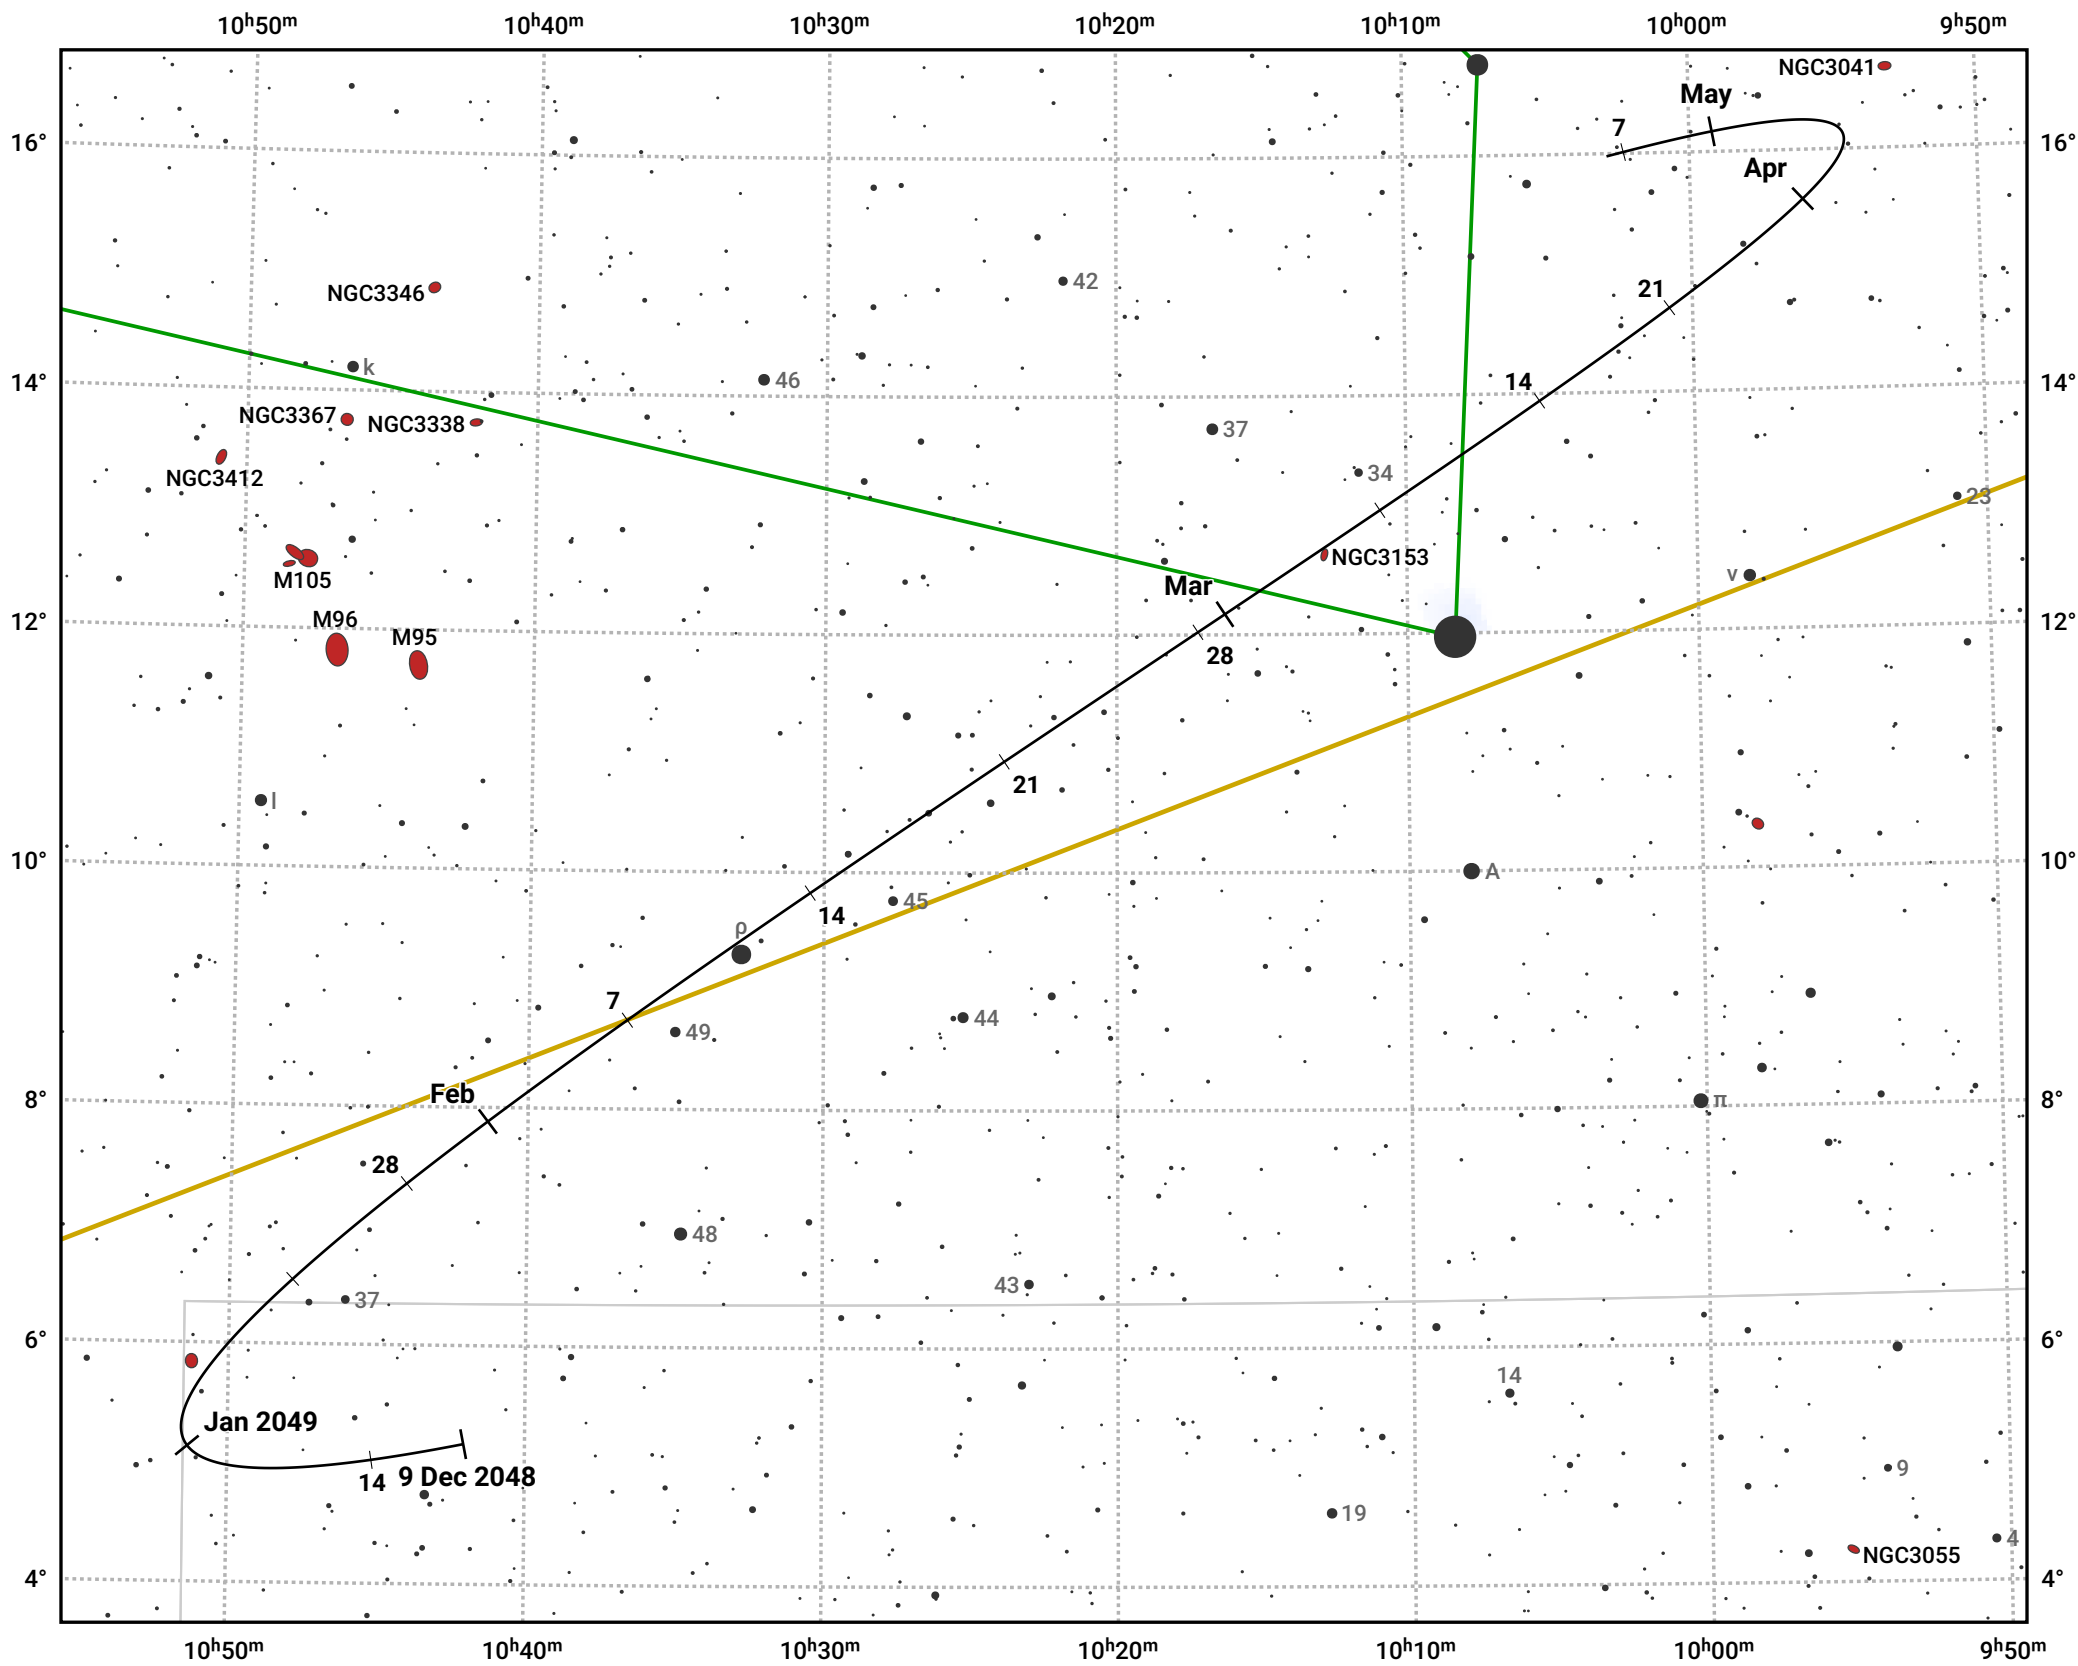 10ʰ50ᵐ 10ʰ40ᵐ 10ʰ30ᵐ 10ʰ20ᵐ 10ʰ10ᵐ 10ʰ00ᵐ 9ʰ50ᵐ
NGC3041
May
7
16° 16°
Apr
42
21
NGC3346
k
14° 46 14 14°
NGC3367 NGC3338
37
34
NGC3412
23
NGC3153
M105
v
Mar
M96
12° 12°
M95
28
21
l
10° A 10°
45
14
ρ
7
44
49
Feb
8° π 8°
28
48
43
37
6° 6°
14
Jan 2049
9
14 9 Dec 2048
19
4
NGC3055
4° 4°
10ʰ50ᵐ 10ʰ40ᵐ 10ʰ30ᵐ 10ʰ20ᵐ 10ʰ10ᵐ 10ʰ00ᵐ 9ʰ50ᵐ